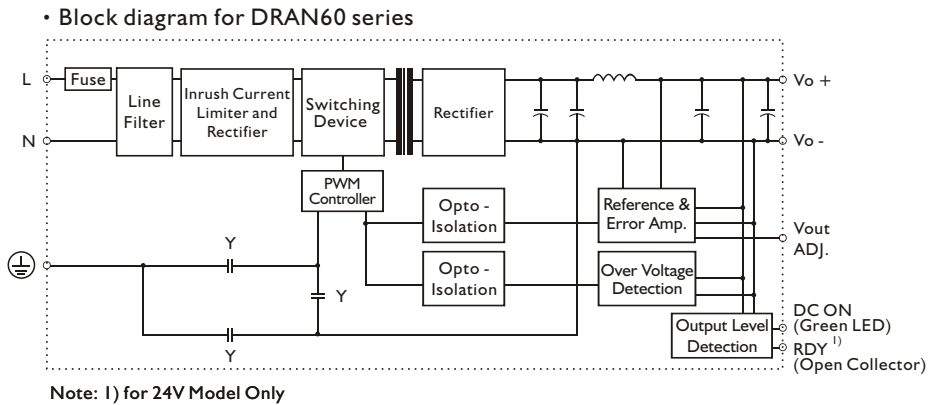 • Block diagram for DRAN60 series
L
Fuse
Line
Filter
Inrush Current
Limiter and
Rectifier
Switching
Device
Rectifier
Vo +
N
Vo -
PWM
Controller
Opto -
Isolation
Reference &
Error Amp.
Vout
ADJ.
Y
Opto -
Isolation
Over Voltage
Detection
Y
Y
Output Level
Detection
DC ON
(Green LED)
RDY 1)
(Open Collector)
Note: 1) for 24V Model Only